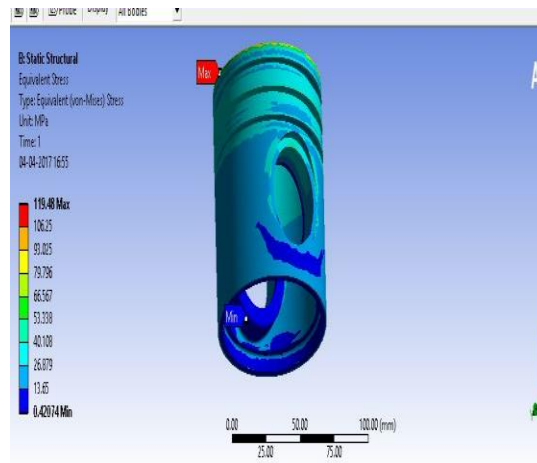 Probe Display All Bodies
B: Static Structural
Equivalent Stress
Type: Equivalent (von-Mises) Stress
Unit: MPa
Time: 1
04-04-2017 16:55
119.48 Max
106.25
93.025
79.796
66.567
53.338
40.108
26.879
13.65
0.42074 Min
Max
Min
0.00 50.00 100.00 (mm)
25.00 75.00